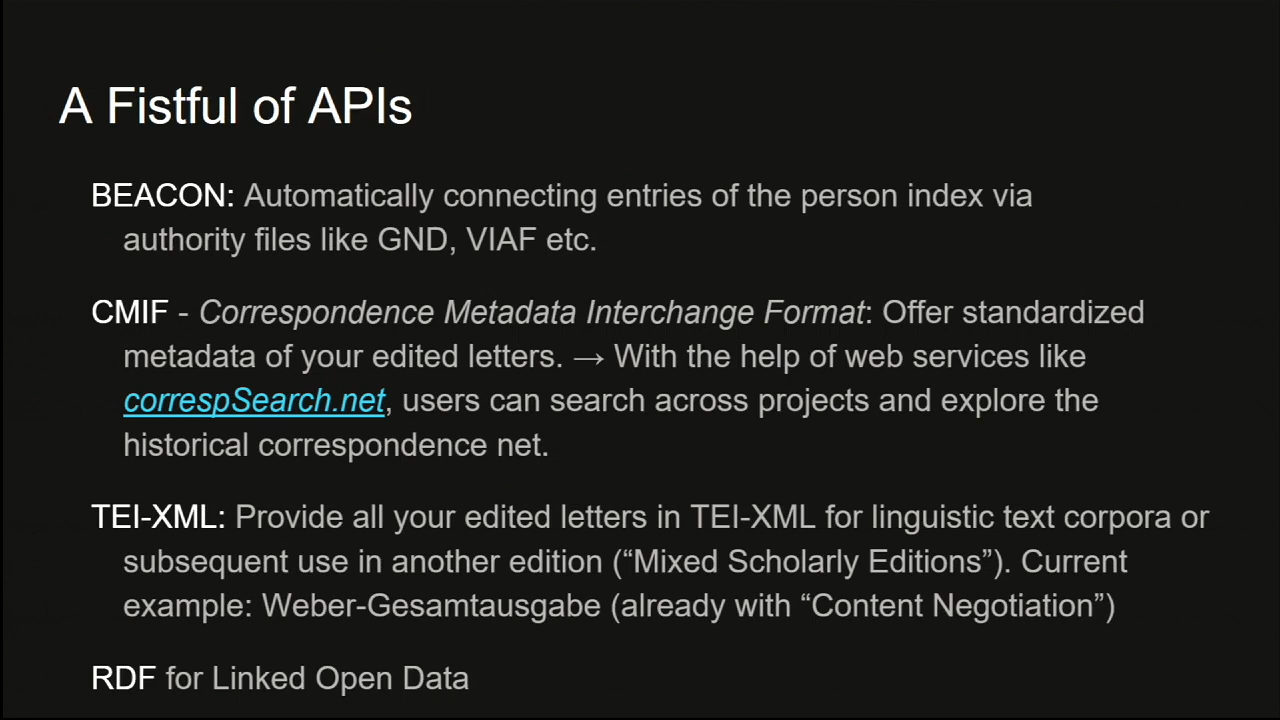 A Fistful of APIs
BEACON: Automatically connecting entries of the person index via
authority files like GND, VIAF etc.
CMIF - Correspondence Metadata Interchange Format: Offer standardized
metadata of your edited letters. → With the help of web services like
correspSearch.net, users can search across projects and explore the
historical correspondence net.
TEI-XML: Provide all your edited letters in TEI-XML for linguistic text corpora or
subsequent use in another edition (“Mixed Scholarly Editions”). Current
example: Weber-Gesamtausgabe (already with “Content Negotiation”)
RDF for Linked Open Data